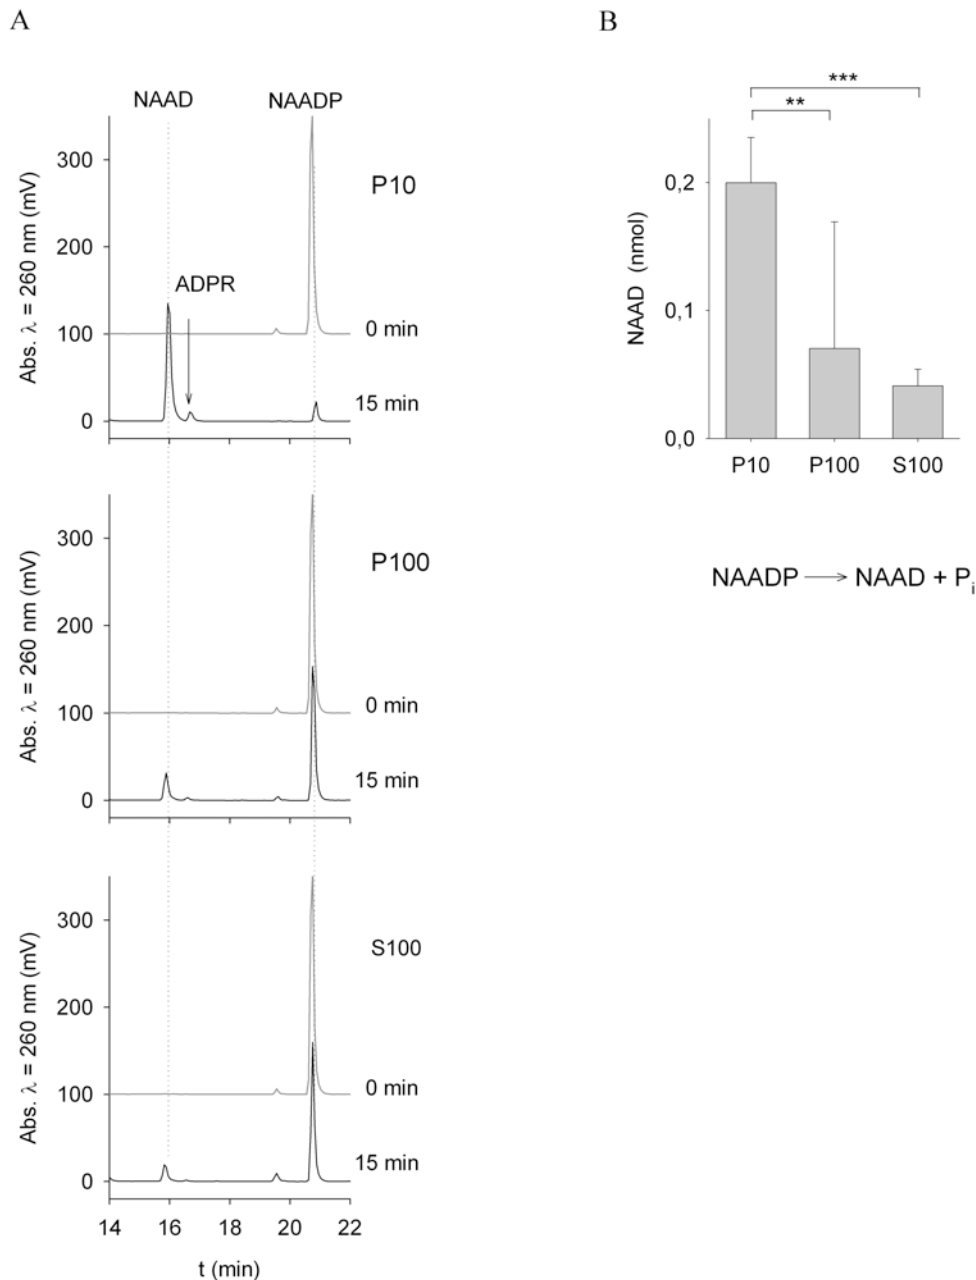 A
NAAD
NAADP
300
200
100
0
Abs. λ = 260 nm (mV)
P10
ADPR
0 min
15 min
300
200
100
0
Abs. λ = 260 nm (mV)
P100
0 min
15 min
300
200
100
0
Abs. λ = 260 nm (mV)
S100
0 min
15 min
14 16 18 20 22
t (min)
B
***
**
0,2
0,1
0,0
NAAD (nmol)
P10 P100 S100
NAADP → NAAD + Pi